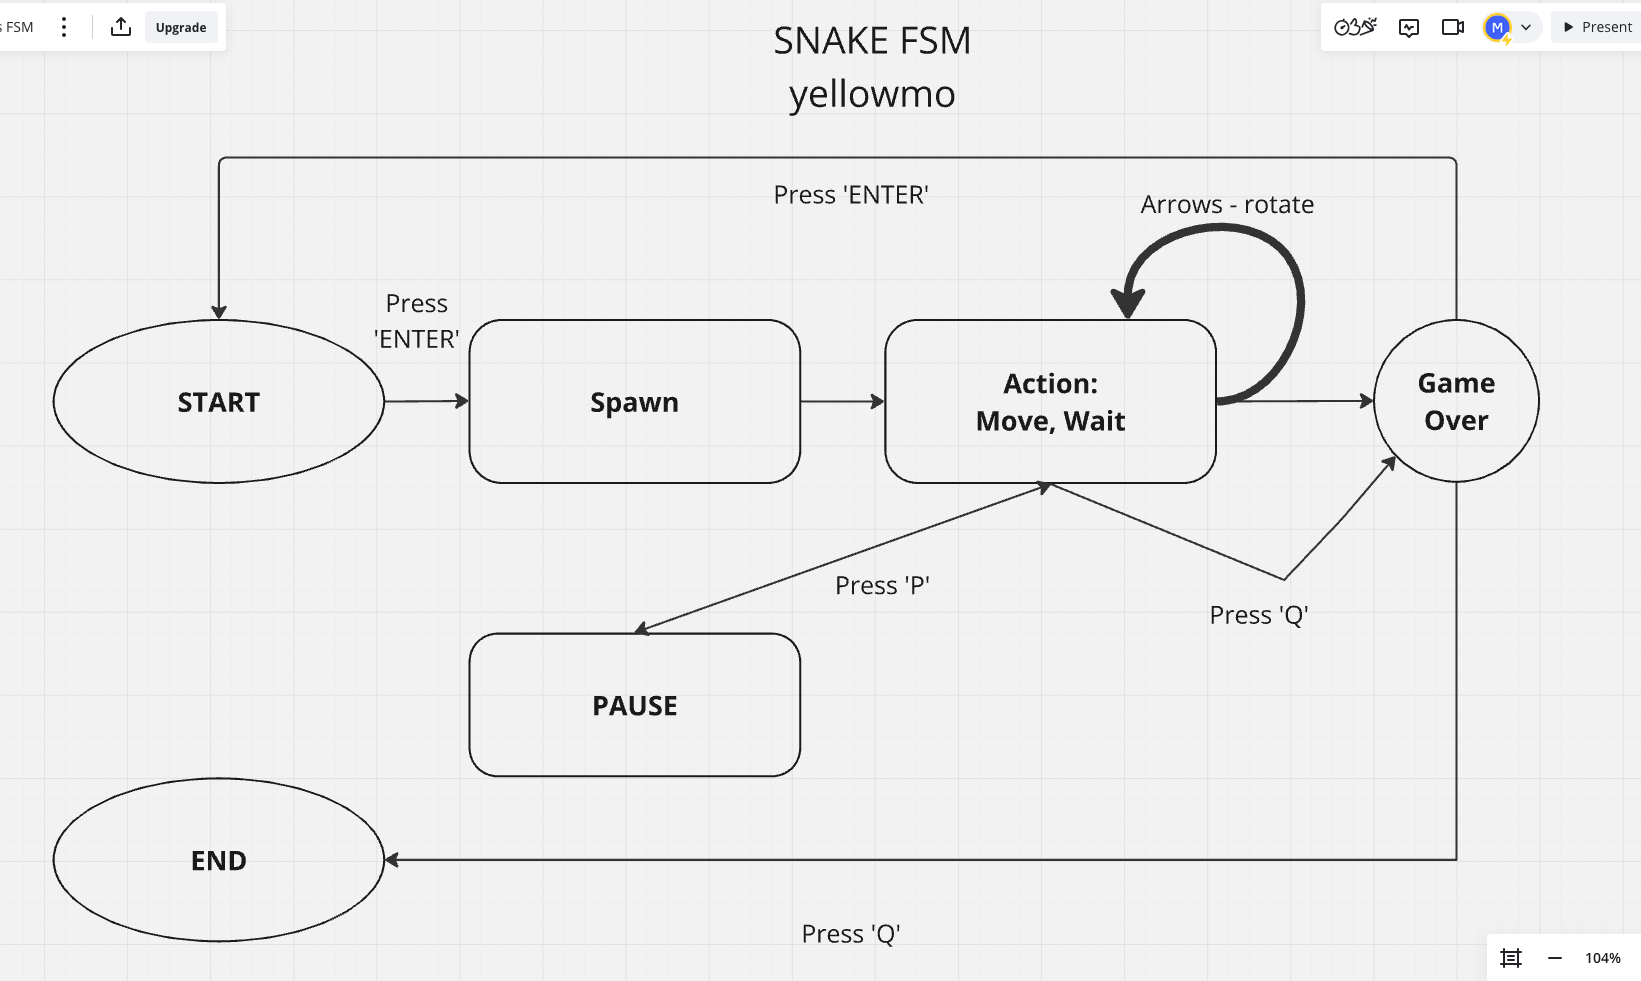 s FSM
Upgrade
M
Present
SNAKE FSM
yellowmo
Press 'ENTER'
Arrows - rotate
Press
'ENTER'
START
Spawn
Action:
Move, Wait
Game
Over
Press 'P'
Press 'Q'
PAUSE
END
Press 'Q'
104%